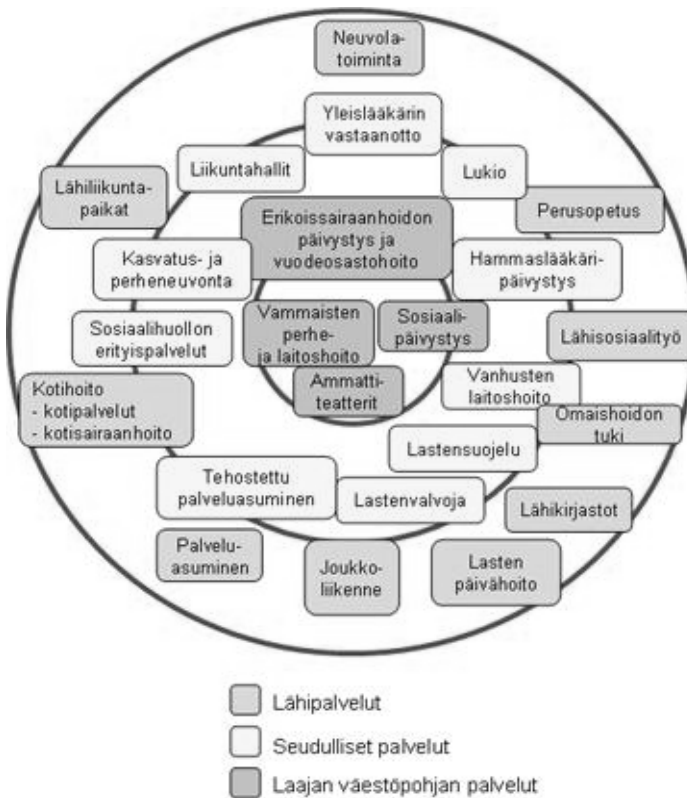 Neuvola-
toiminta
Yleislääkärin
vastaanotto
Liikuntahallit
Lukio
Lähiliikunta-
paikat
Perusopetus
Erikoissairaanhoidon
päivystys ja
vuodeosastohoito
Kasvatus- ja
perheneuvonta
Hammaslääkäri-
päivystys
Sosiaalihuollon
erityispalvelut
Vammaisten
perhe-
ja laitoshoito
Sosiaali-
päivystys
Lähisosiaalityö
Ammatti-
teatterit
Vanhusten
laitoshoito
Kotihoito
- kotipalvelut
- kotisairaanhoito
Omaishoidon
tuki
Lastensuojelu
Tehostettu
palveluasuminen
Lastenvalvoja
Lähikirjastot
Palvelu-
asuminen
Joukko-
liikenne
Lasten
päivähoito
Lähipalvelut
Seudulliset palvelut
Laajan väestöpohjan palvelut